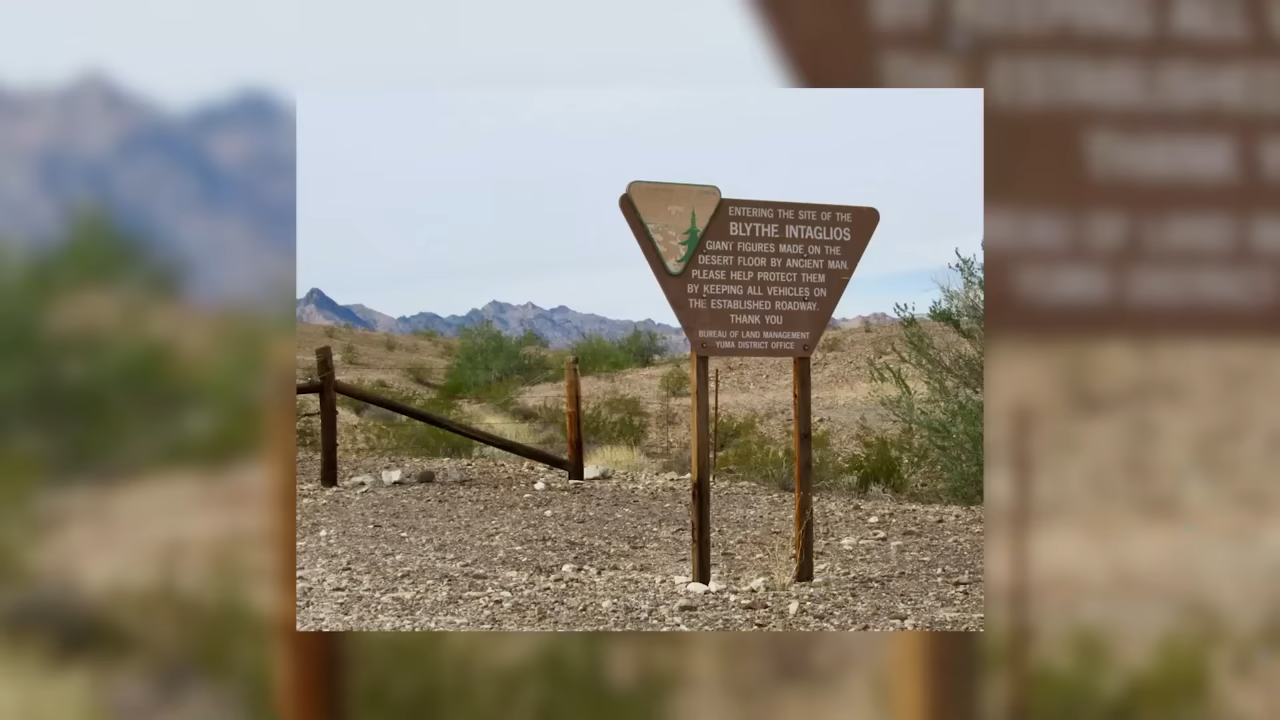 ENTERING THE SITE OF THE
BLYTHE INTAGLIOS
GIANT FIGURES MADE ON THE
DESERT FLOOR BY ANCIENT MAN.
PLEASE HELP PROTECT THEM
BY KEEPING ALL VEHICLES ON
THE ESTABLISHED ROADWAY.
THANK YOU
BUREAU OF LAND MANAGEMENT
YUMA DISTRICT OFFICE